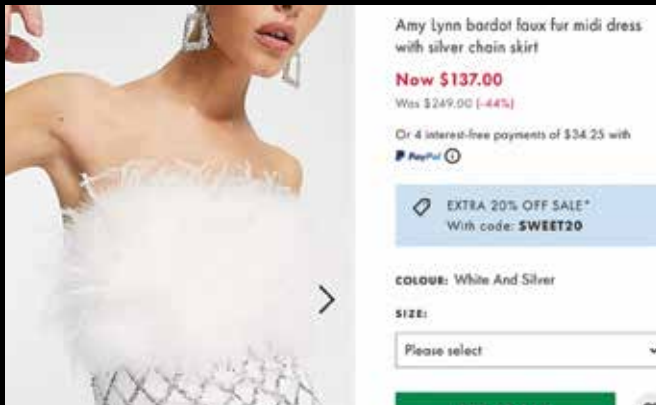 Amy Lynn bardot faux fur midi dress
with silver chain skirt
Now $137.00
Was $249.00 (-44%)
Or 4 interest-free payments of $34.25 with
PayPal
EXTRA 20% OFF SALE*
With code: SWEET20
COLOUR: White And Silver
SIZE:
Please select